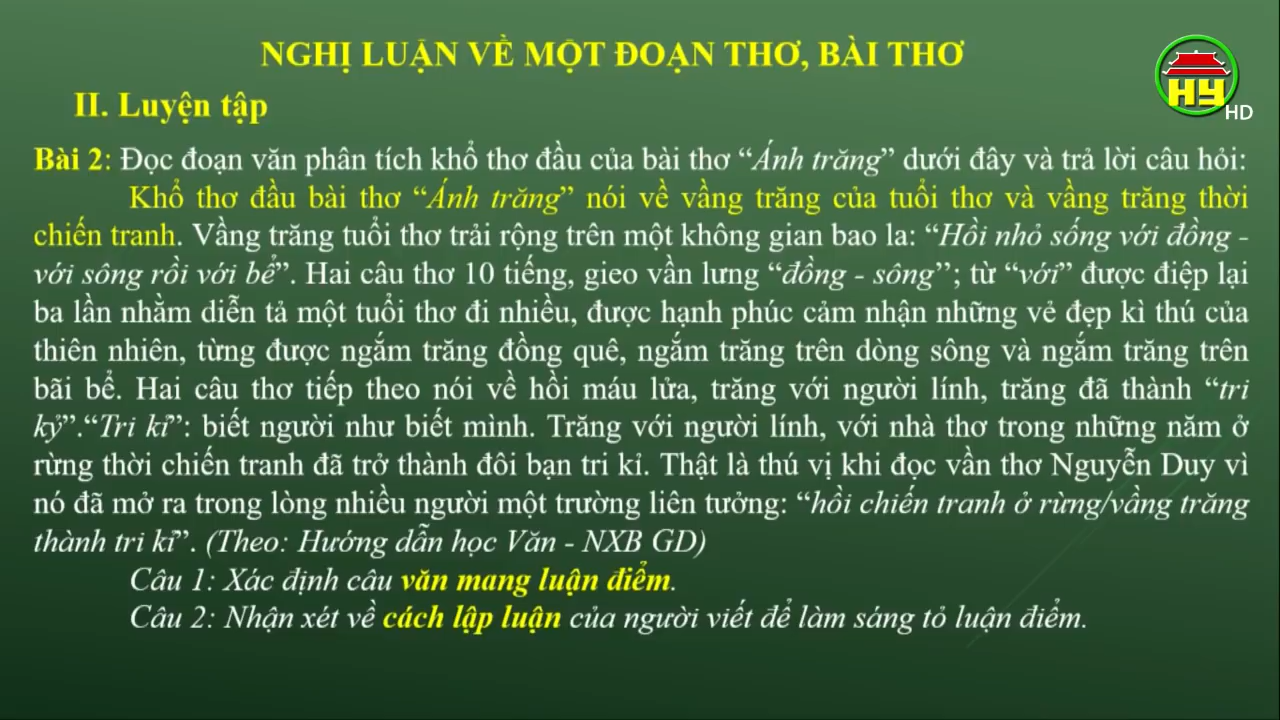 NGHỊ LUẬN VỀ MỘT ĐOẠN THƠ, BÀI THƠ
HY HD
II. Luyện tập
Bài 2: Đọc đoạn văn phân tích khổ thơ đầu của bài thơ “Ánh trăng” dưới đây và trả lời câu hỏi:
Khổ thơ đầu bài thơ “Ánh trăng” nói về vầng trăng của tuổi thơ và vầng trăng thời
chiến tranh. Vầng trăng tuổi thơ trải rộng trên một không gian bao la: “Hồi nhỏ sống với đồng -
với sông rồi với bể”. Hai câu thơ 10 tiếng, gieo vần lưng “đồng - sông”; từ “với” được điệp lại
ba lần nhằm diễn tả một tuổi thơ đi nhiều, được hạnh phúc cảm nhận những vẻ đẹp kì thú của
thiên nhiên, từng được ngắm trăng đồng quê, ngắm trăng trên dòng sông và ngắm trăng trên
bãi bể. Hai câu thơ tiếp theo nói về hồi máu lửa, trăng với người lính, trăng đã thành “tri
kỷ”.“Tri kỉ”: biết người như biết mình. Trăng với người lính, với nhà thơ trong những năm ở
rừng thời chiến tranh đã trở thành đôi bạn tri kỉ. Thật là thú vị khi đọc vần thơ Nguyễn Duy vì
nó đã mở ra trong lòng nhiều người một trường liên tưởng: “hồi chiến tranh ở rừng/vầng trăng
thành tri kỉ”. (Theo: Hướng dẫn học Văn - NXB GD)
Câu 1: Xác định câu văn mang luận điểm.
Câu 2: Nhận xét về cách lập luận của người viết để làm sáng tỏ luận điểm.